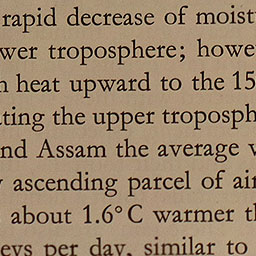 rapid decrease of moist
wer troposphere; howe
heat upward to the 15
ting the upper troposph
nd Assam the average
ascending parcel of air
about 1.6°C warmer th
eys per day, similar to